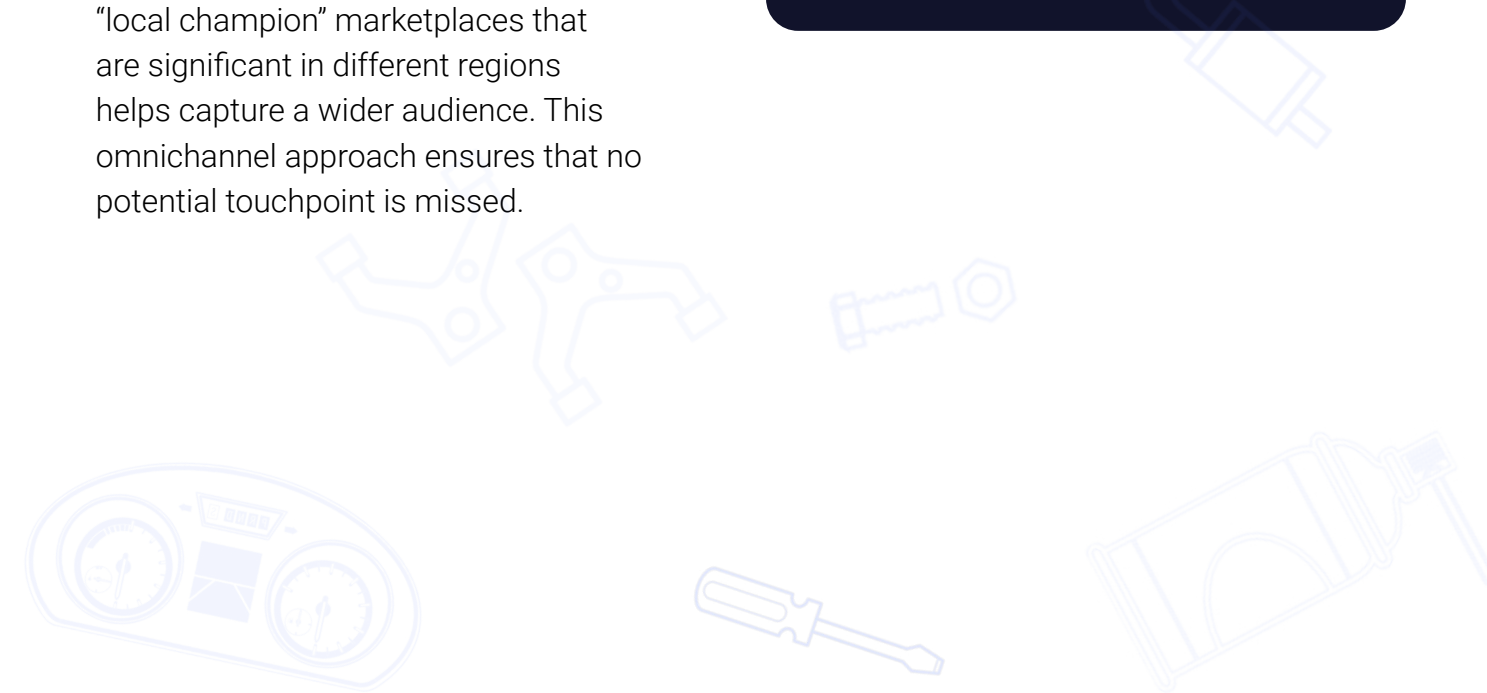 “local champion” marketplaces that
are significant in different regions
helps capture a wider audience. This
omnichannel approach ensures that no
potential touchpoint is missed.